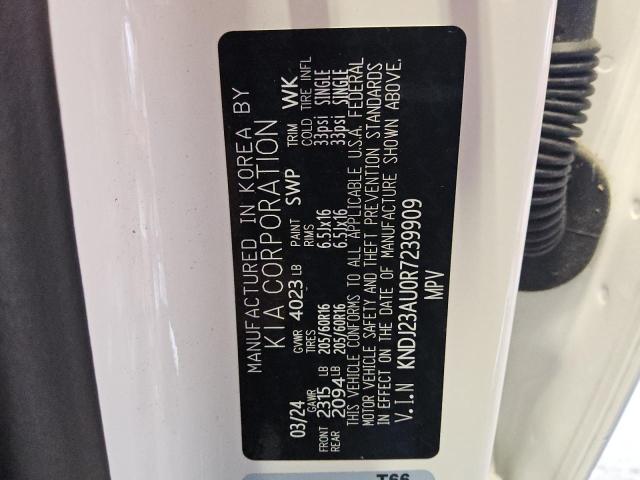 MANUFACTURED IN KOREA BY
KIA CORPORATION
03/24 GVWR 4023 LB PAINT SWP TRIM WK
GAWR TIRES RIMS COLD TIRE INFL
FRONT 2315 LB 205/60R16 6.5Jx16 33psi SINGLE
REAR 2094 LB 205/60R16 6.5Jx16 33psi SINGLE
THIS VEHICLE CONFORMS TO ALL APPLICABLE U.S.A. FEDERAL
MOTOR VEHICLE SAFETY AND THEFT PREVENTION STANDARDS
IN EFFECT ON THE DATE OF MANUFACTURE SHOWN ABOVE.
V.I.N KNDJ23AU0R7239909
MPV
T66